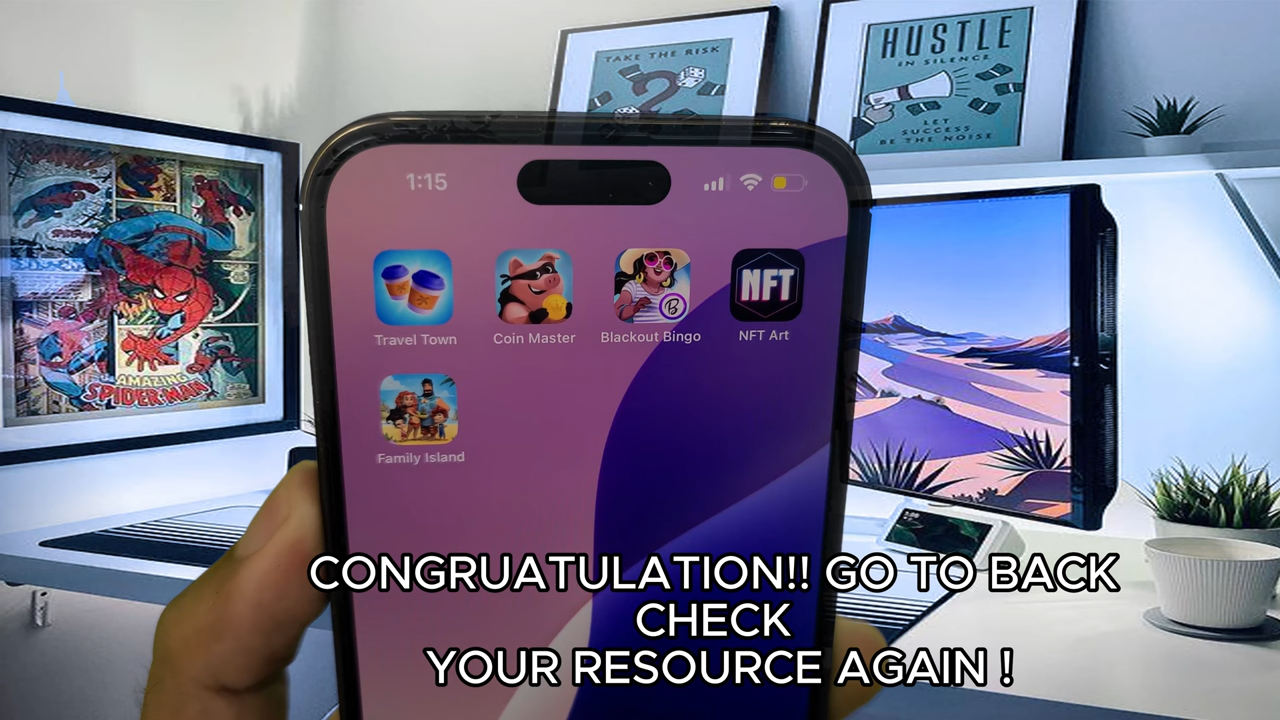 TAKE THE RISK
HUSTLE
IN SILENCE
LET
SUCCESS
BE THE NOISE
1:15
NFT
Travel Town
Coin Master
Blackout Bingo
NFT Art
B
AMAZING
SPIDER-MAN
Family Island
CONGRUATULATION!! GO TO BACK
CHECK
YOUR RESOURCE AGAIN !